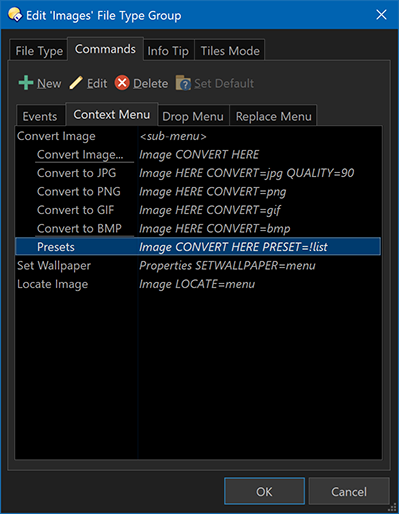 Edit 'Images' File Type Group
File Type Commands Info Tip Tiles Mode
New Edit Delete Set Default
Events Context Menu Drop Menu Replace Menu
Convert Image <sub-menu>
Convert Image... Image CONVERT HERE
Convert to JPG Image HERE CONVERT=jpg QUALITY=90
Convert to PNG Image HERE CONVERT=png
Convert to GIF Image HERE CONVERT=gif
Convert to BMP Image HERE CONVERT=bmp
Presets Image CONVERT HERE PRESET=!list
Set Wallpaper Properties SETWALLPAPER=menu
Locate Image Image LOCATE=menu
OK Cancel